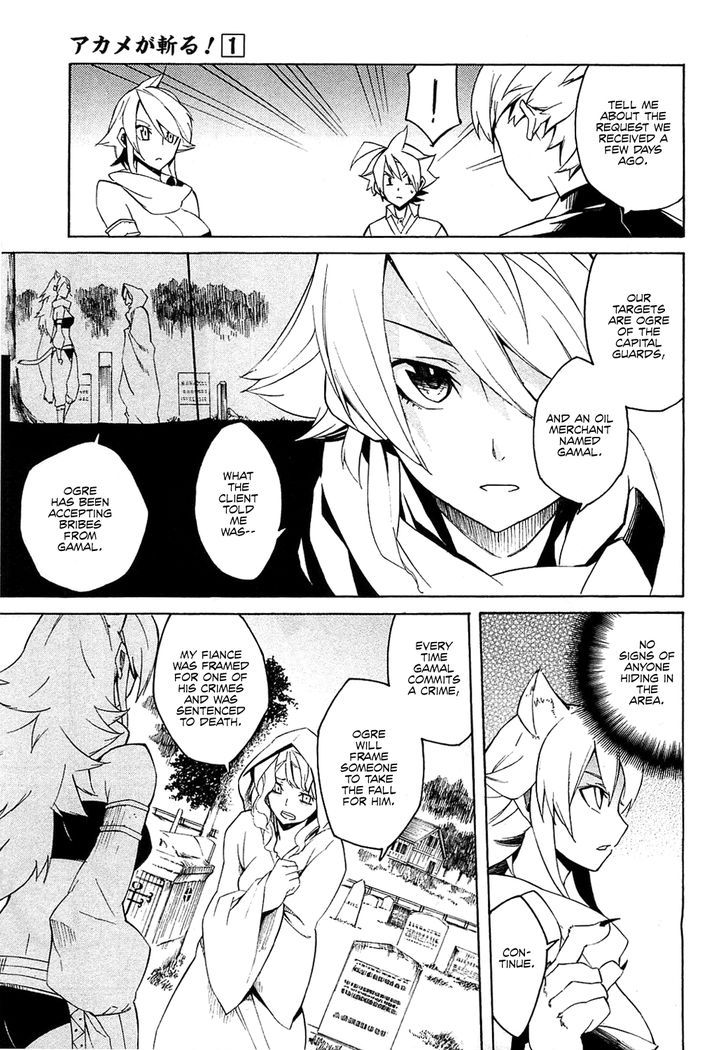 アカメが斬る! 1
TELL ME
ABOUT THE
REQUEST WE
RECEIVED A
FEW DAYS
AGO.
!
OUR
TARGETS
ARE OGRE
OF THE
CAPITAL
GUARDS,
AND AN OIL
MERCHANT
NAMED
GAMAL.
WHAT
THE
CLIENT
TOLD
ME
WAS--
OGRE
HAS BEEN
ACCEPTING
BRIBES
FROM
GAMAL.
NO
SIGNS OF
ANYONE
HIDING IN
THE
AREA.
CON-
TINUE.
EVERY
TIME
GAMAL
COMMITS
A CRIME,
OGRE
WILL
FRAME
SOMEONE
TO TAKE
THE FALL
FOR HIM.
MY FIANCE
WAS FRAMED
FOR ONE OF
HIS CRIMES
AND WAS
SENTENCED
TO DEATH.